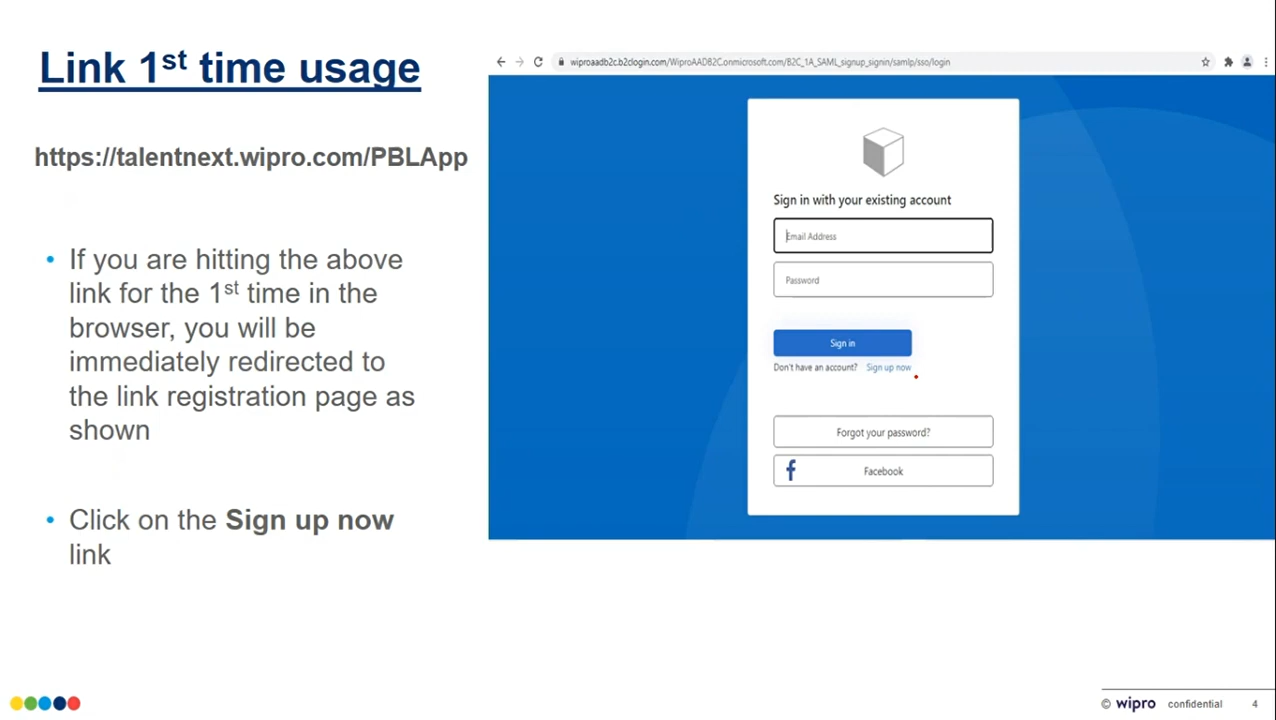 Link 1st time usage
https://talentnext.wipro.com/PBLApp
• If you are hitting the above
link for the 1st time in the
browser, you will be
immediately redirected to
the link registration page as
shown
• Click on the Sign up now
link
wiproaadb2c.b2clogin.com/WiproAADB2C.onmicrosoft.com/B2C_1A_SAML_signup_signin/samlp/sso/login
Sign in with your existing account
Email Address
Password
Sign in
Don't have an account? Sign up now
Forgot your password?
Facebook
© wipro confidential 4